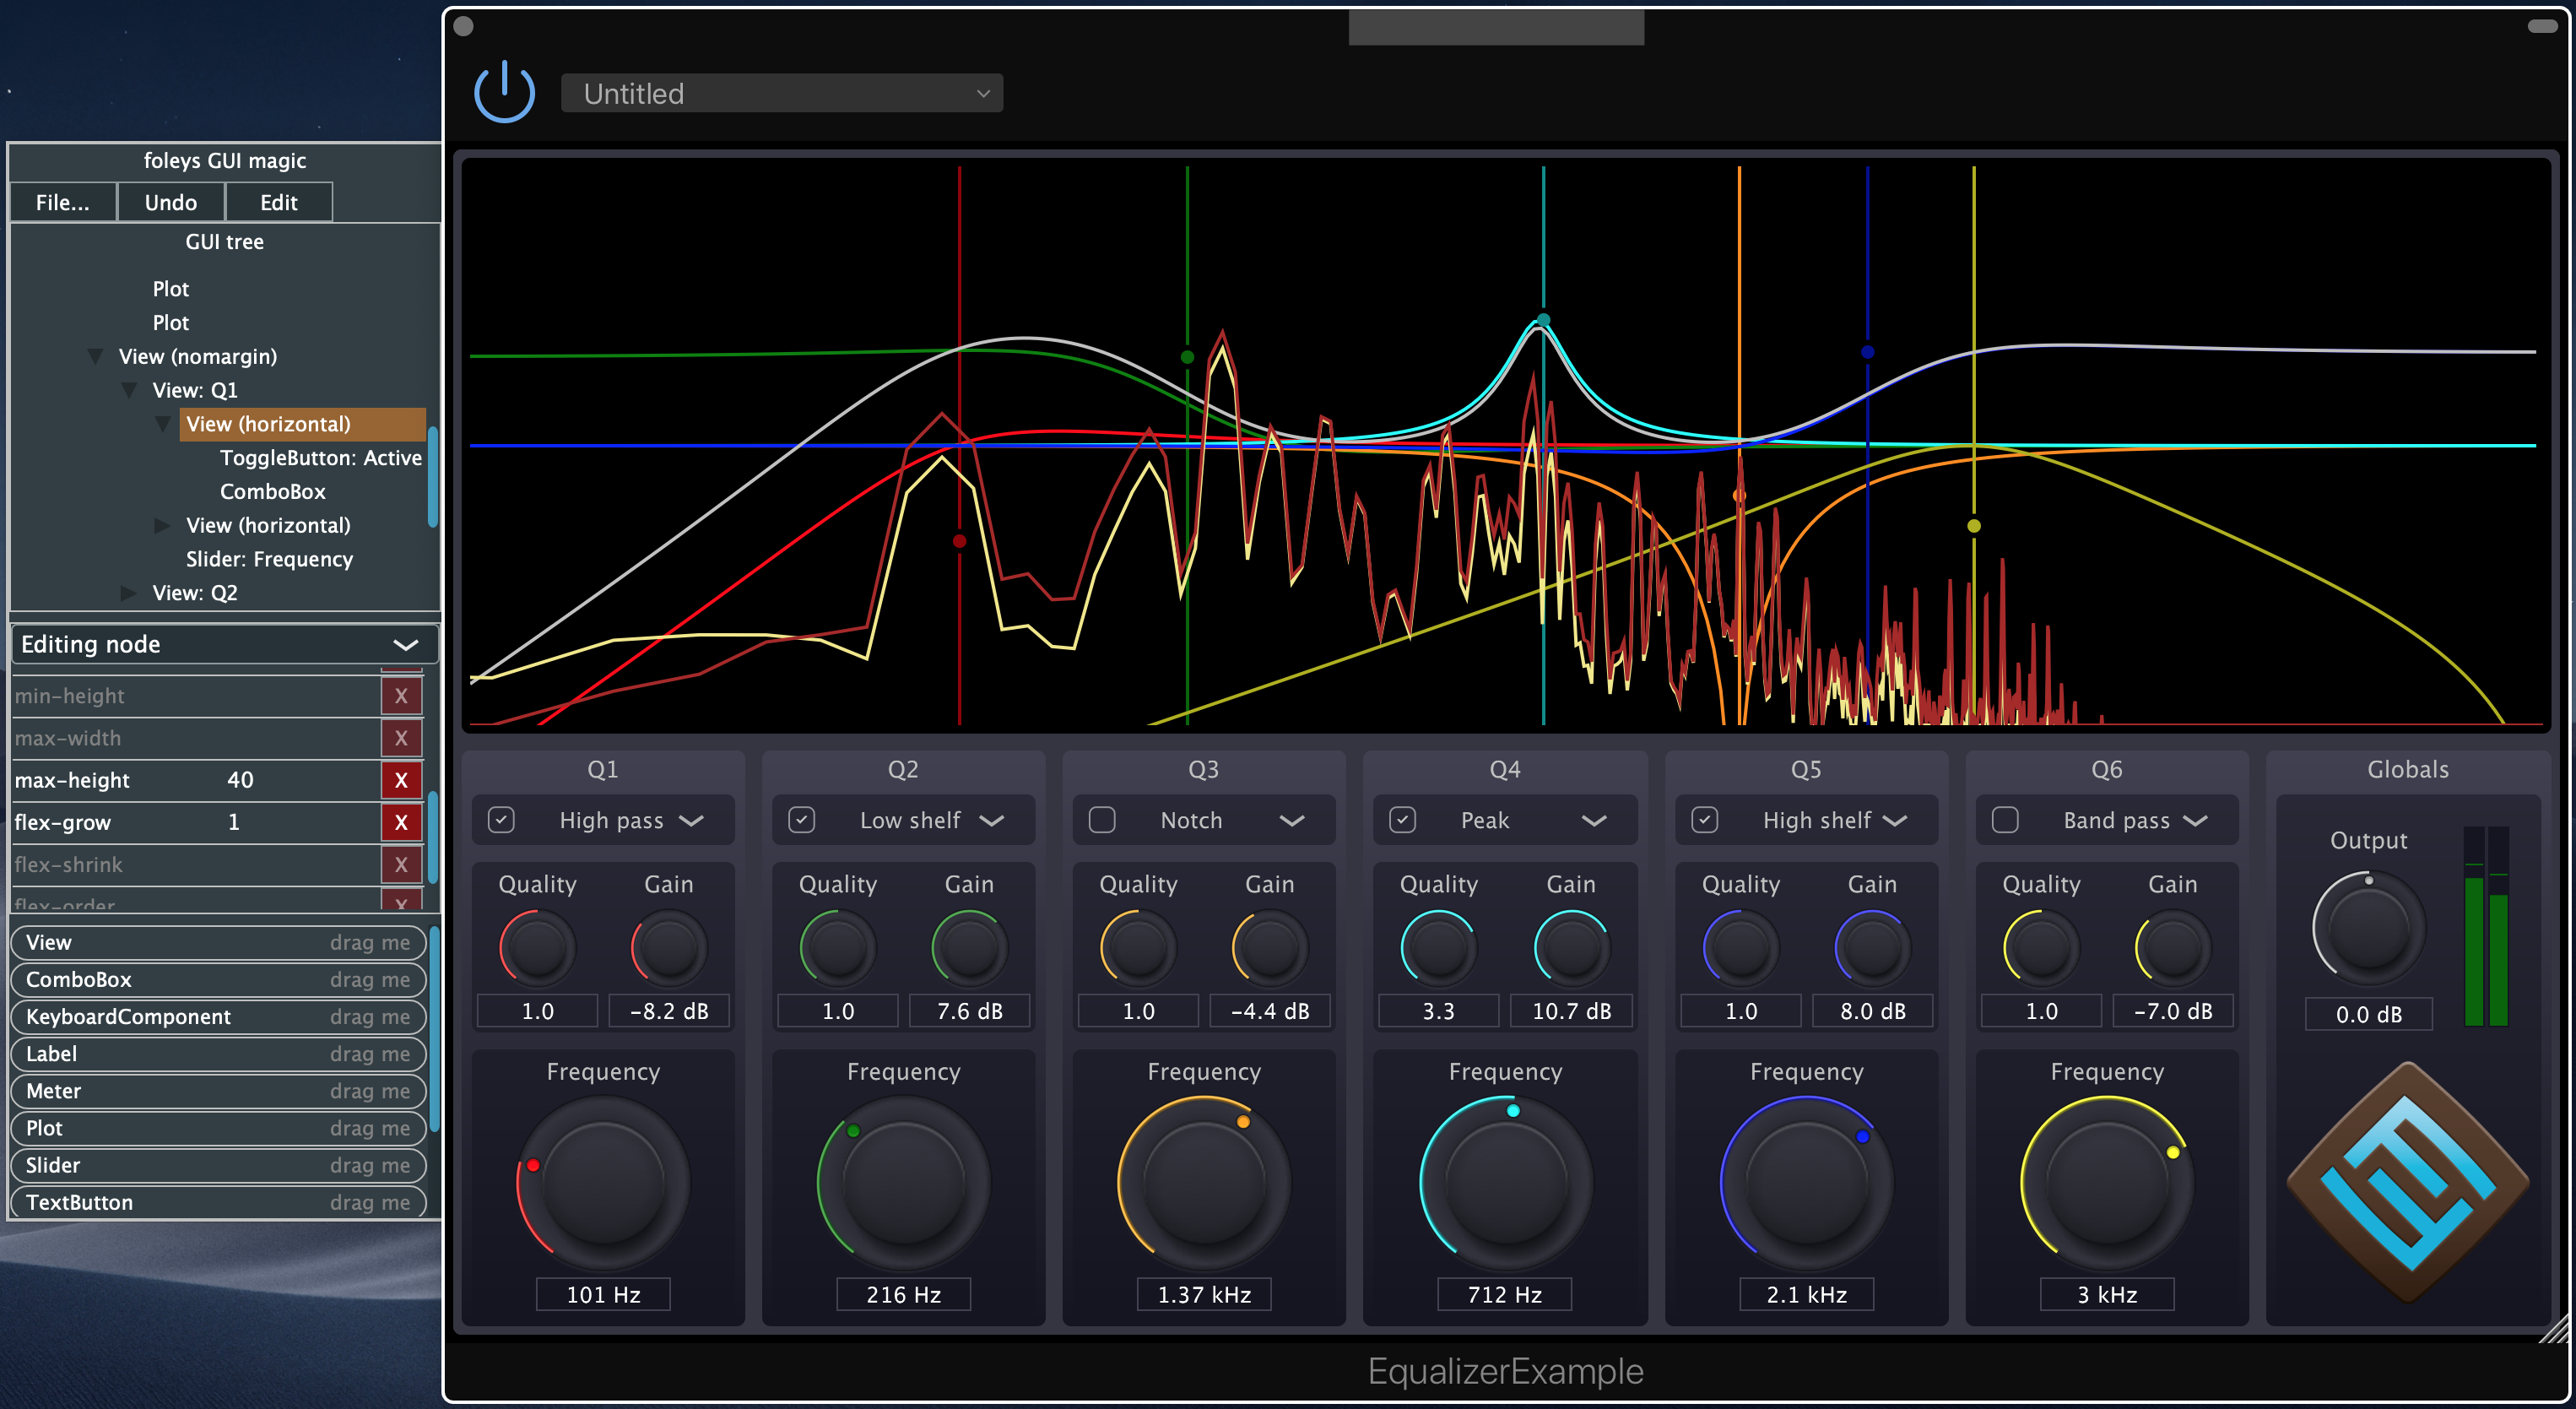 foleys GUI magic
File... Undo Edit
GUI tree
Plot
Plot
View (nomargin)
View: Q1
View (horizontal)
ToggleButton: Active
ComboBox
View (horizontal)
Slider: Frequency
View: Q2
Editing node
min-height X
max-width X
max-height 40 X
flex-grow 1 X
flex-shrink X
flex-order X
View drag me
ComboBox drag me
KeyboardComponent drag me
Label drag me
Meter drag me
Plot drag me
Slider drag me
TextButton drag me
Untitled
Q1 Q2 Q3 Q4 Q5 Q6 Globals
High pass Low shelf Notch Peak High shelf Band pass
Output
Quality Gain Quality Gain Quality Gain Quality Gain Quality Gain Quality Gain
1.0 -8.2 dB 1.0 7.6 dB 1.0 -4.4 dB 3.3 10.7 dB 1.0 8.0 dB 1.0 -7.0 dB 0.0 dB
Frequency Frequency Frequency Frequency Frequency Frequency
101 Hz 216 Hz 1.37 kHz 712 Hz 2.1 kHz 3 kHz
EqualizerExample